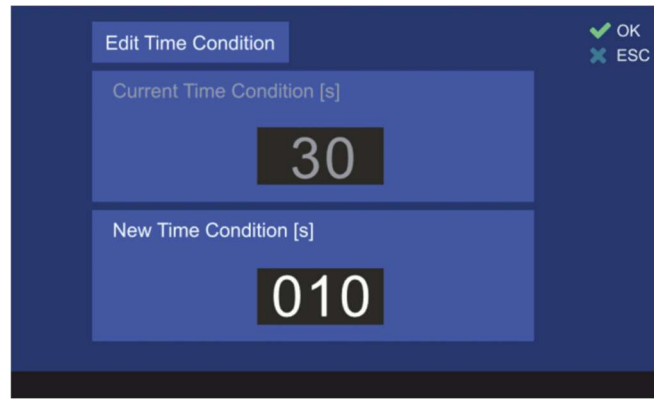 Edit Time Condition
OK
ESC
Current Time Condition [s]
30
New Time Condition [s]
010